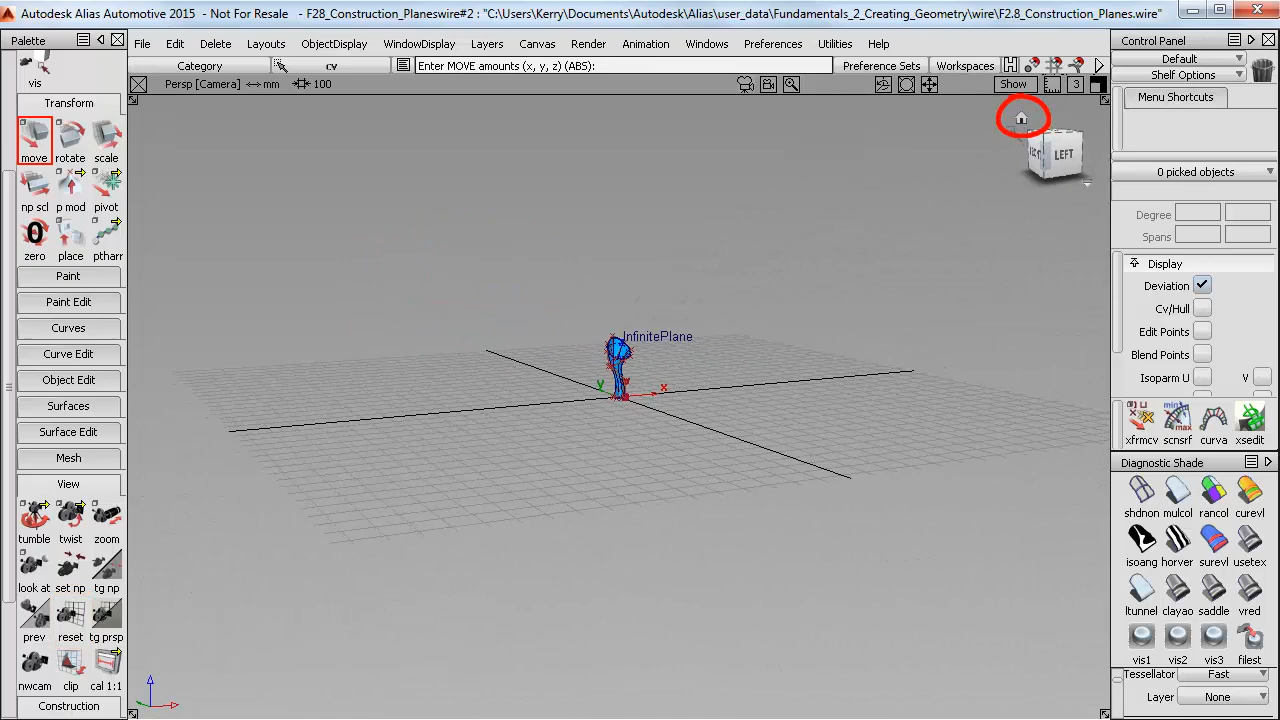 Autodesk Alias Automotive 2015 - Not For Resale - F28_Construction_Planeswire#2 : "C:\Users\Kerry\Documents\Autodesk\Alias\user_data\Fundamentals_2_Creating_Geometry\wire\F2.8_Construction_Planes.wire"
Palette
File Edit Delete Layouts ObjectDisplay WindowDisplay Layers Canvas Render Animation Windows Preferences Utilities Help
Control Panel
Category cv Enter MOVE amounts (x, y, z) (ABS): Preference Sets Workspaces
Default
Shelf Options
vis
Persp [Camera] mm 100 Show 3
Menu Shortcuts
Transform
move rotate scale
LEFT
0 picked objects
np scl p mod pivot
Degree
Spans
0
zero place ptharr
Display
Paint
Deviation
Paint Edit
Cv/Hull
Curves
Edit Points
InfinitePlane
Curve Edit
Blend Points
Object Edit
Isoparm U V
Y x
Surfaces
min max
Surface Edit
xfrmcv scnsrf curva xsedit
Mesh
Diagnostic Shade
View
tumble twist zoom
shdnon mulcol rancol curevl
isoang horver surevl usetex
look at set np tg np
ltunnel clayao saddle vred
prev reset tg prsp
vis1 vis2 vis3 filest
nwcam clip cal 1:1
Tessellator Fast
Layer None
Construction